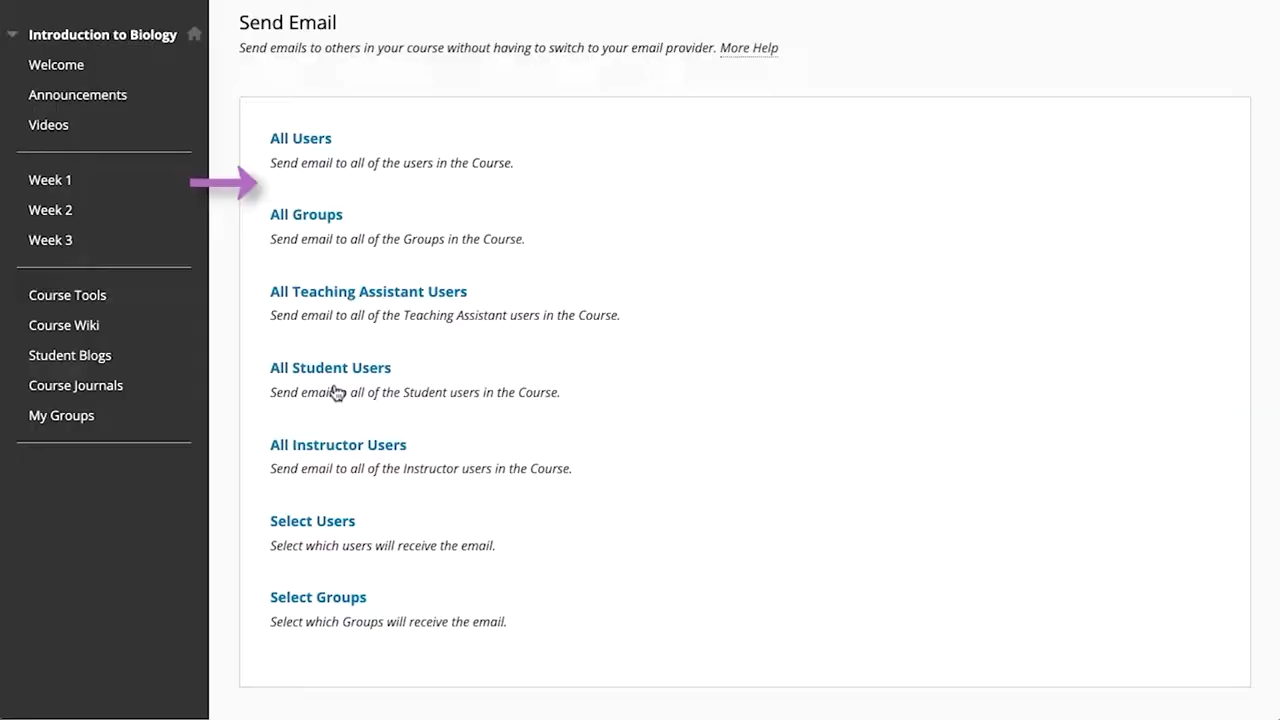 Introduction to Biology
Welcome
Announcements
Videos
Week 1
Week 2
Week 3
Course Tools
Course Wiki
Student Blogs
Course Journals
My Groups
Send Email
Send emails to others in your course without having to switch to your email provider. More Help
All Users
Send email to all of the users in the Course.
All Groups
Send email to all of the Groups in the Course.
All Teaching Assistant Users
Send email to all of the Teaching Assistant users in the Course.
All Student Users
Send email all of the Student users in the Course.
All Instructor Users
Send email to all of the Instructor users in the Course.
Select Users
Select which users will receive the email.
Select Groups
Select which Groups will receive the email.